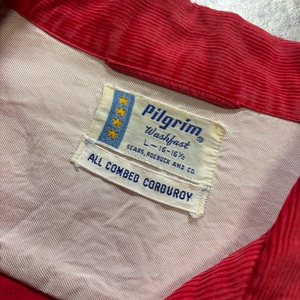 Pilgrim®
Washfast
L-16-16½
SEARS, ROEBUCK AND CO.
ALL COMBED CORDUROY